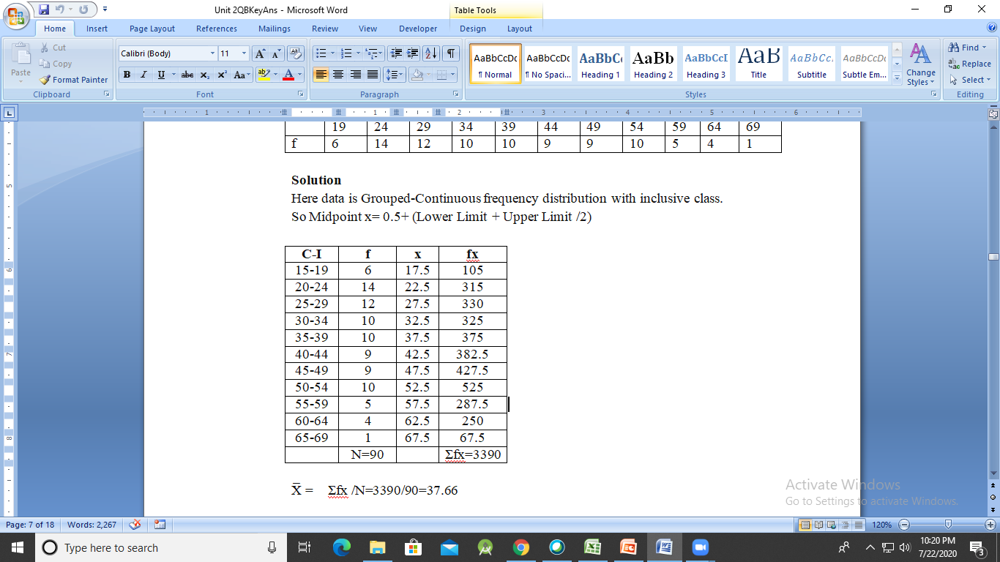 Unit 2QBKeyAns - Microsoft Word
Table Tools
Home Insert Page Layout References Mailings Review View Developer Design Layout
Cut
Copy
Format Painter
Paste
Clipboard
Calibri (Body) 11
Font
Paragraph
AaBbCcDc AaBbCcDc AaBbC AaBb AaBbCcI AaB AaBbCc. AaBbCcDc
¶ Normal ¶ No Spaci... Heading 1 Heading 2 Heading 3 Title Subtitle Subtle Em...
Change Styles
Styles
Find
Replace
Select
Editing
19 24 29 34 39 44 49 54 59 64 69
f 6 14 12 10 10 9 9 10 5 4 1
Solution
Here data is Grouped-Continuous frequency distribution with inclusive class.
So Midpoint x= 0.5+ (Lower Limit + Upper Limit /2)
C-I f x fx
15-19 6 17.5 105
20-24 14 22.5 315
25-29 12 27.5 330
30-34 10 32.5 325
35-39 10 37.5 375
40-44 9 42.5 382.5
45-49 9 47.5 427.5
50-54 10 52.5 525
55-59 5 57.5 287.5
60-64 4 62.5 250
65-69 1 67.5 67.5
N=90 Σfx=3390
X̅ = Σfx /N=3390/90=37.66
Activate Windows
Go to Settings to activate Windows.
Page: 7 of 18 Words: 2,267 120%
Type here to search
10:20 PM
7/22/2020
3